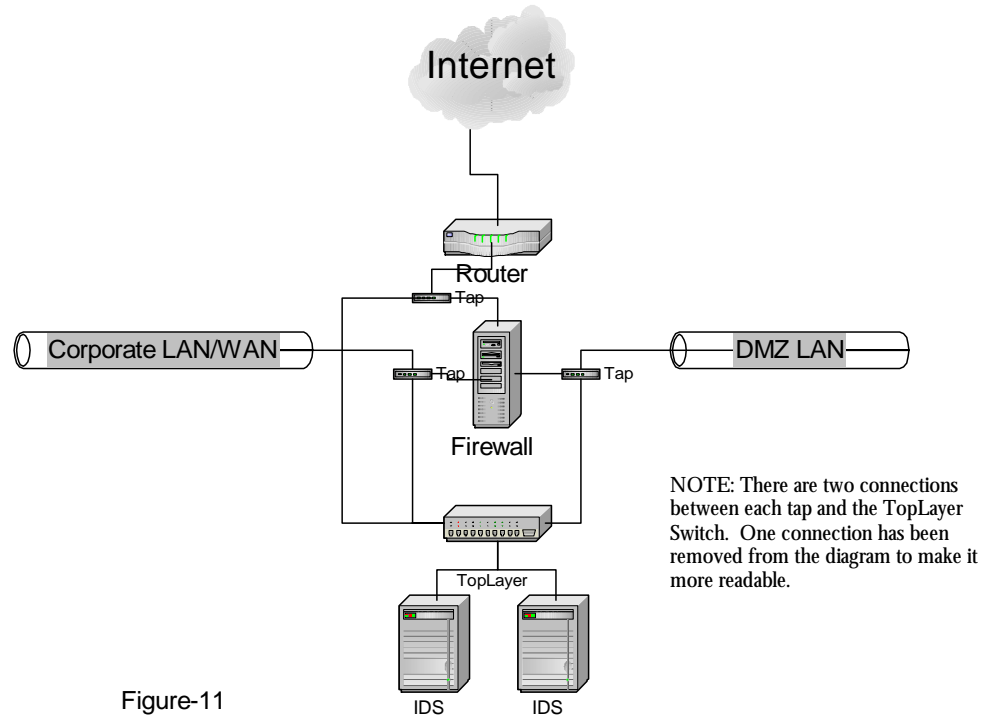 Internet
Router
Tap
Corporate LAN/WAN
DMZ LAN
Tap
Tap
Firewall
NOTE: There are two connections
between each tap and the TopLayer
Switch. One connection has been
removed from the diagram to make it
more readable.
TopLayer
Figure-11
IDS
IDS